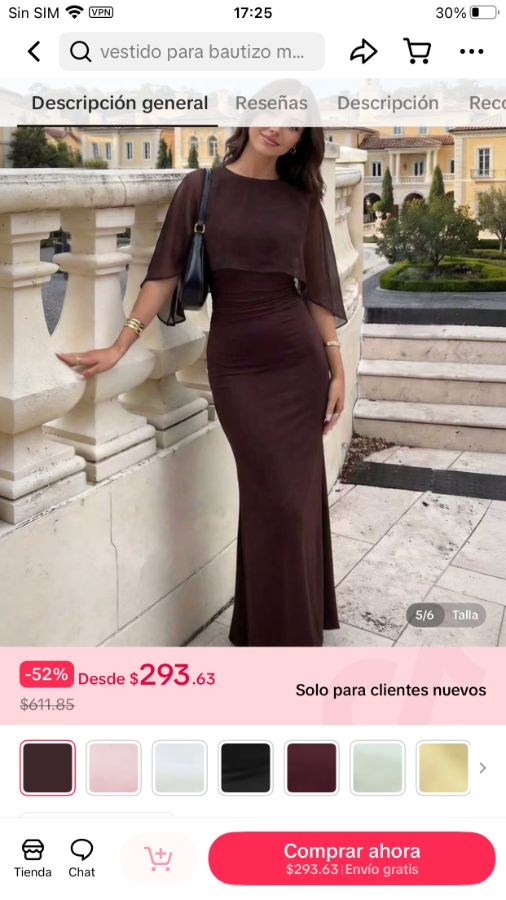 Sin SIM VPN 17:25 30%
vestido para bautizo m...
Descripción general Reseñas Descripción Reco
5/6 Talla
-52% Desde $293.63
$611.85
Solo para clientes nuevos
Tienda
Chat
Comprar ahora
$293.63 | Envío gratis